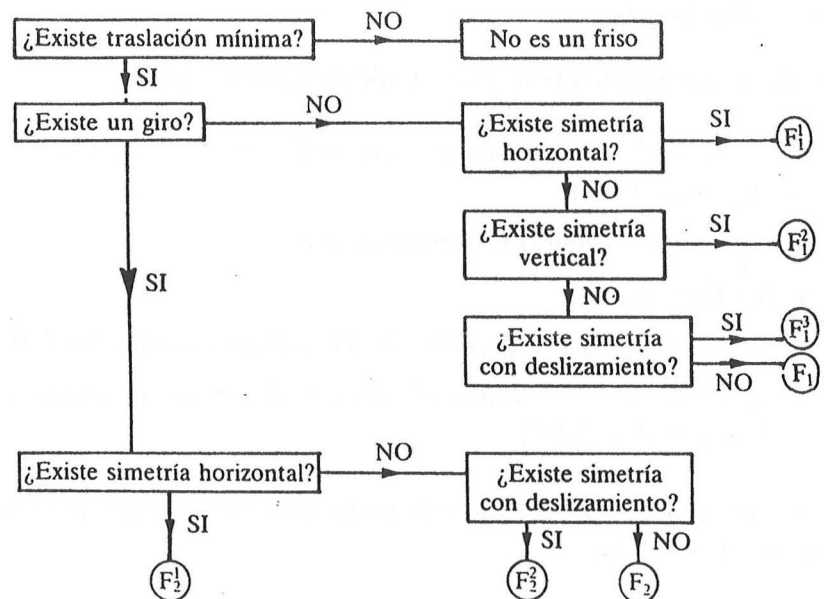 ¿Existe traslación mínima?
NO
No es un friso
SI
¿Existe un giro?
NO
¿Existe simetría
horizontal?
SI
F₁¹
NO
¿Existe simetría
vertical?
SI
F₁²
NO
SI
¿Existe simetría
con deslizamiento?
SI
F₁³
NO
F₁
¿Existe simetría horizontal?
NO
¿Existe simetría
con deslizamiento?
SI
F₂¹
SI
F₂²
NO
F₂